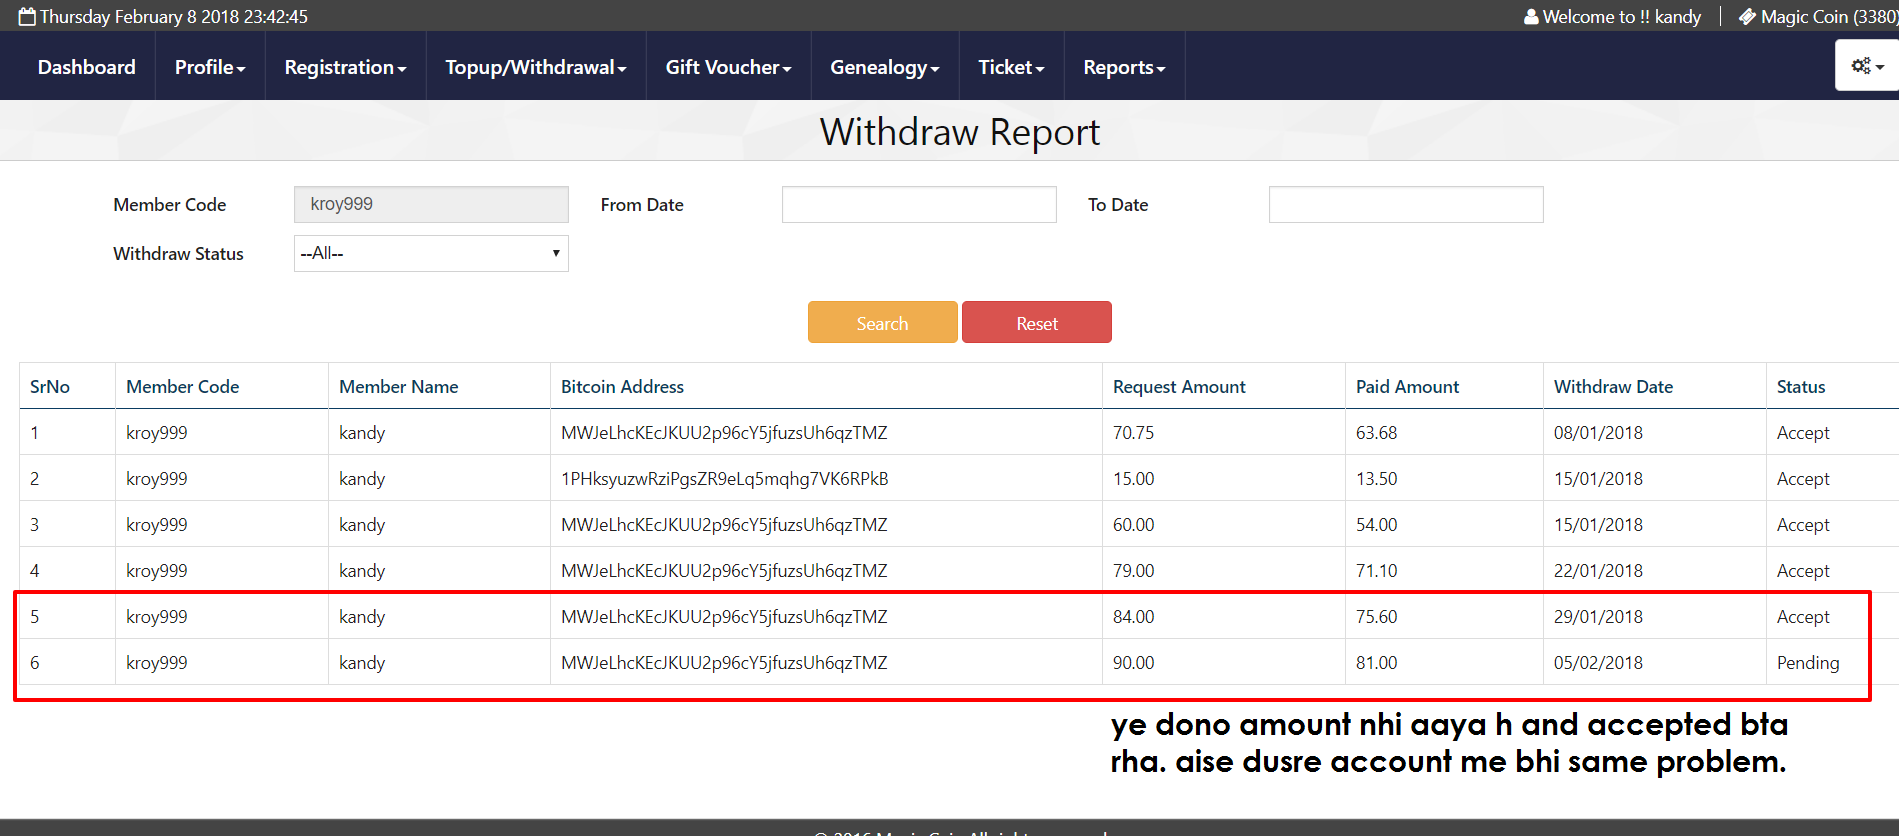 Thursday February 8 2018 23:42:45 Welcome to !! kandy Magic Coin (3380)
Dashboard Profile Registration Topup/Withdrawal Gift Voucher Genealogy Ticket Reports
Withdraw Report
Member Code kroy999 From Date To Date
Withdraw Status --All--
Search Reset
SrNo Member Code Member Name Bitcoin Address Request Amount Paid Amount Withdraw Date Status
1 kroy999 kandy MWJeLhcKEcJKUU2p96cY5jfuzsUh6qzTMZ 70.75 63.68 08/01/2018 Accept
2 kroy999 kandy 1PHksyuzwRziPgsZR9eLq5mqhg7VK6RPkB 15.00 13.50 15/01/2018 Accept
3 kroy999 kandy MWJeLhcKEcJKUU2p96cY5jfuzsUh6qzTMZ 60.00 54.00 15/01/2018 Accept
4 kroy999 kandy MWJeLhcKEcJKUU2p96cY5jfuzsUh6qzTMZ 79.00 71.10 22/01/2018 Accept
5 kroy999 kandy MWJeLhcKEcJKUU2p96cY5jfuzsUh6qzTMZ 84.00 75.60 29/01/2018 Accept
6 kroy999 kandy MWJeLhcKEcJKUU2p96cY5jfuzsUh6qzTMZ 90.00 81.00 05/02/2018 Pending
ye dono amount nhi aaya h and accepted bta
rha. aise dusre account me bhi same problem.